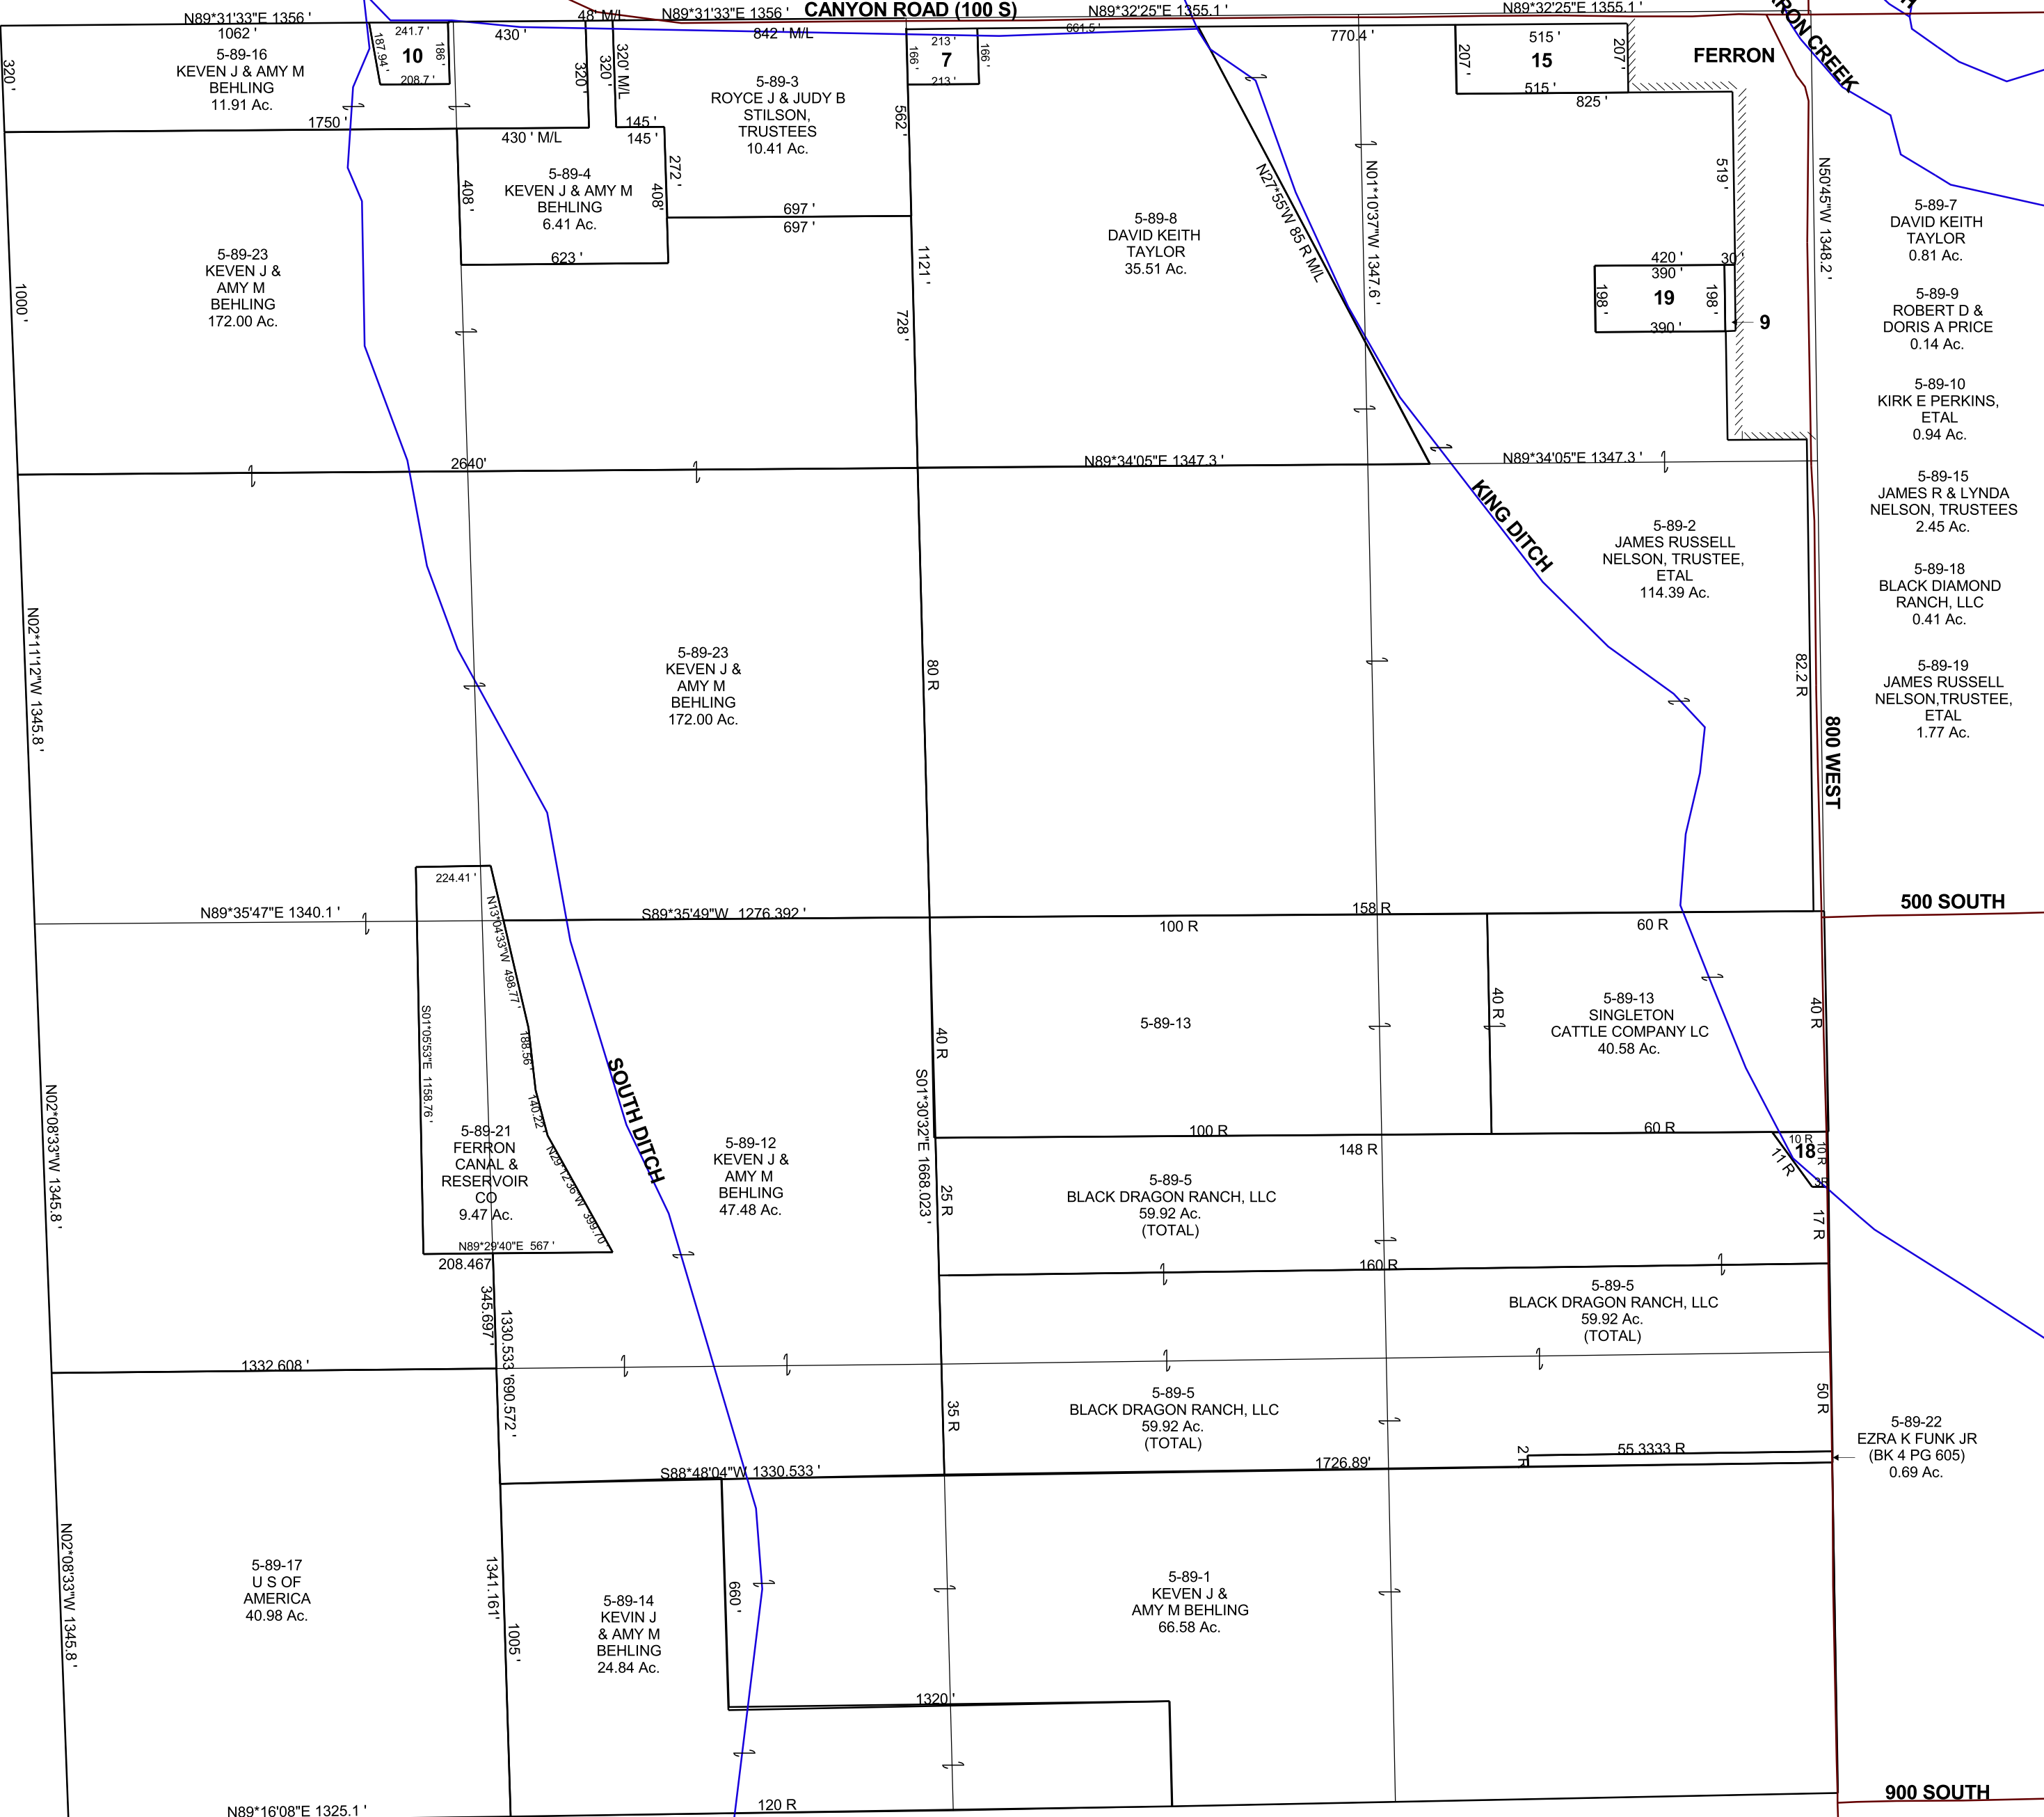 N89*31'33"E 1356 '
48' M/L
N89*31'33"E 1356 '
CANYON ROAD (100 S)
N89*32'25"E 1355.1 '
N89*32'25"E 1355.1 '
1062 '
241.7 '
430 '
842 ' M/L
661.5 '
770.4 '
515 '
320 '
5-89-16
KEVEN J & AMY M
BEHLING
11.91 Ac.
187.94 '
10
186 '
208.7 '
320 '
320 '
320' M/L
5-89-3
ROYCE J & JUDY B
STILSON,
TRUSTEES
10.41 Ac.
213 '
166 '
7
166 '
213 '
207 '
15
207 '
515 '
825 '
FERRON
RON CREEK
1750 '
430 ' M/L
145 '
145 '
562 '
272 '
5-89-4
KEVEN J & AMY M
BEHLING
6.41 Ac.
408 '
408'
697 '
697 '
623 '
5-89-23
KEVEN J &
AMY M
BEHLING
172.00 Ac.
1000 '
1121 '
728 '
5-89-8
DAVID KEITH
TAYLOR
35.51 Ac.
N27*55'W 85 R M/L
N01*10'37"W 1347.6 '
519 '
N50'45"W 1348.2 '
420 '
30 '
390 '
198 '
19
198 '
390 '
9
5-89-7
DAVID KEITH
TAYLOR
0.81 Ac.
5-89-9
ROBERT D &
DORIS A PRICE
0.14 Ac.
5-89-10
KIRK E PERKINS,
ETAL
0.94 Ac.
5-89-15
JAMES R & LYNDA
NELSON, TRUSTEES
2.45 Ac.
5-89-18
BLACK DIAMOND
RANCH, LLC
0.41 Ac.
5-89-19
JAMES RUSSELL
NELSON,TRUSTEE,
ETAL
1.77 Ac.
2640'
N89*34'05"E 1347.3 '
N89*34'05"E 1347.3 '
KING DITCH
5-89-2
JAMES RUSSELL
NELSON, TRUSTEE,
ETAL
114.39 Ac.
N02*11'12"W 1345.8 '
5-89-23
KEVEN J &
AMY M
BEHLING
172.00 Ac.
80 R
82.2 R
800 WEST
224.41 '
N89*35'47"E 1340.1 '
S89*35'49"W 1276.392 '
158 R
100 R
60 R
500 SOUTH
N13*04'33"W 498.77 '
S01*05'53"E 1158.76 '
188.56'
140.22'
N29*12'36"W 399.70 '
N02*08'33"W 1345.8 '
SOUTH DITCH
40 R
5-89-13
40 R
5-89-13
SINGLETON
CATTLE COMPANY LC
40.58 Ac.
40 R
S01*30'32"E 1668.023 '
5-89-21
FERRON
CANAL &
RESERVOIR
CO
9.47 Ac.
5-89-12
KEVEN J &
AMY M
BEHLING
47.48 Ac.
100 R
148 R
60 R
10 R
18
10 R
11 R
3R
25 R
5-89-5
BLACK DRAGON RANCH, LLC
59.92 Ac.
(TOTAL)
17 R
N89*29'40"E 567 '
208.467
160 R
345.697 '
1330.533 '
5-89-5
BLACK DRAGON RANCH, LLC
59.92 Ac.
(TOTAL)
1332.608 '
690.572 '
35 R
5-89-5
BLACK DRAGON RANCH, LLC
59.92 Ac.
(TOTAL)
50 R
S88*48'04"W 1330.533 '
1726.89'
2 R
55.3333 R
5-89-22
EZRA K FUNK JR
(BK 4 PG 605)
0.69 Ac.
N02*08'33"W 1345.8 '
5-89-17
U S OF
AMERICA
40.98 Ac.
1341.161'
1005 '
5-89-14
KEVIN J
& AMY M
BEHLING
24.84 Ac.
660 '
5-89-1
KEVEN J &
AMY M BEHLING
66.58 Ac.
1320 '
N89*16'08"E 1325.1 '
120 R
900 SOUTH